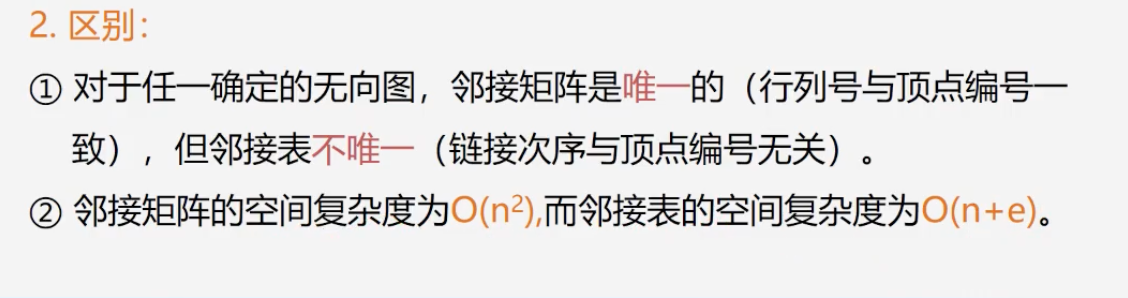 2. 区别：
① 对于任一确定的无向图，邻接矩阵是唯一的（行列号与顶点编号一
致），但邻接表不唯一（链接次序与顶点编号无关）。
② 邻接矩阵的空间复杂度为O(n²),而邻接表的空间复杂度为O(n+e)。